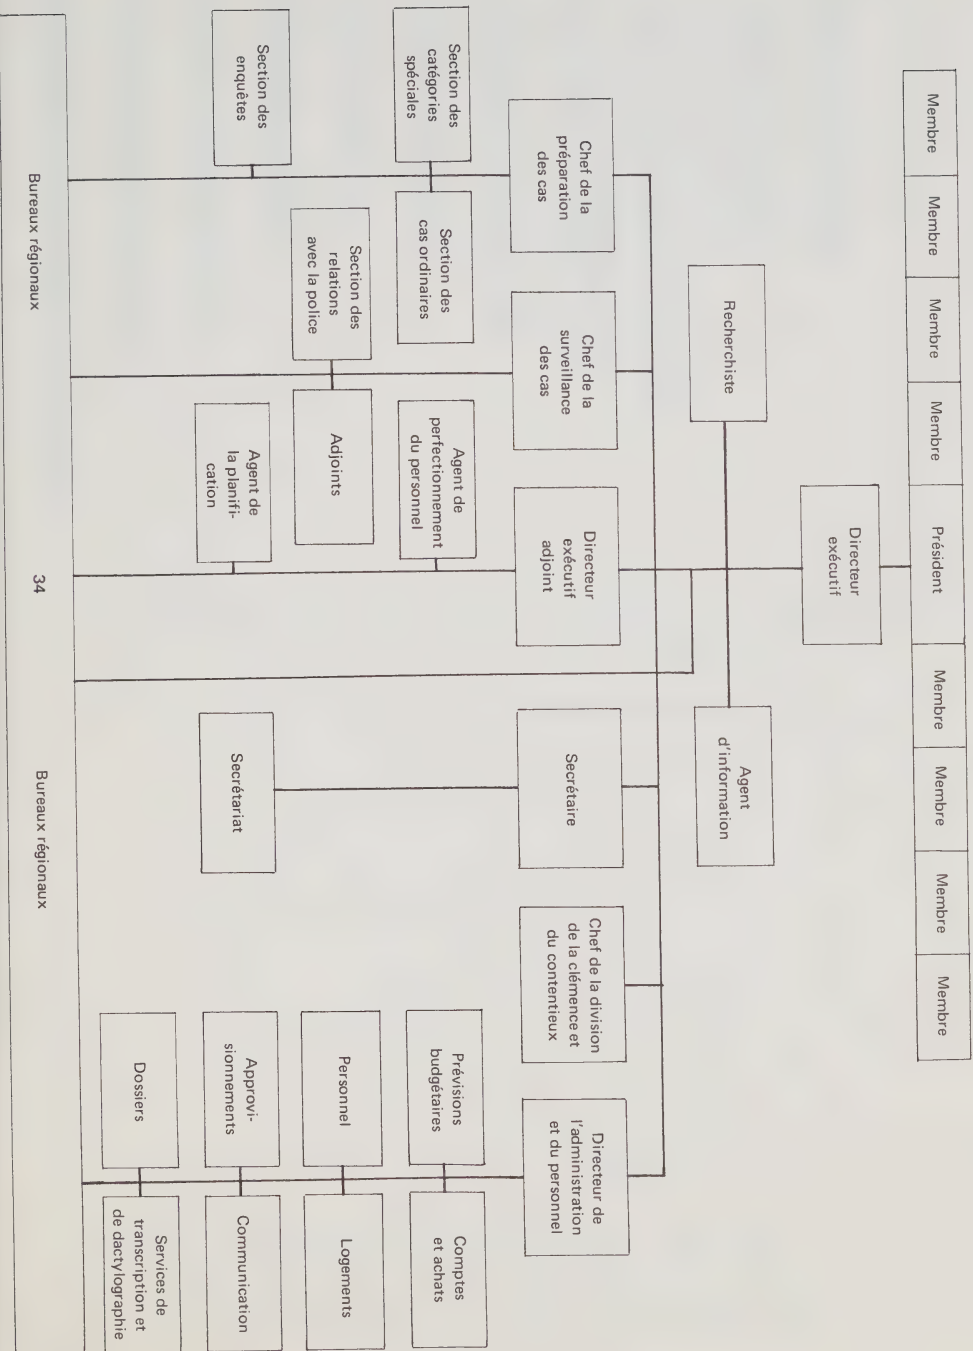 Membre
Membre
Membre
Membre
Président
Membre
Membre
Membre
Membre
Directeur
exécutif
Recherchiste
Agent
d'information
Chef de la
préparation
des cas
Chef de la
surveillance
des cas
Directeur
exécutif
adjoint
Secrétaire
Chef de la division
de la clémence et
du contentieux
Directeur de
l'administration
et du personnel
Section des
catégories
spéciales
Section des
cas ordinaires
Agent de
perfectionnement
du personnel
Prévisions
budgétaires
Comptes
et achats
Section des
relations
avec la police
Adjoints
Personnel
Logements
Section des
enquêtes
Agent de
la planifi-
cation
Secrétariat
Approvi-
sionnements
Communication
Dossiers
Services de
transcription et
de dactylographie
Bureaux régionaux
34
Bureaux régionaux